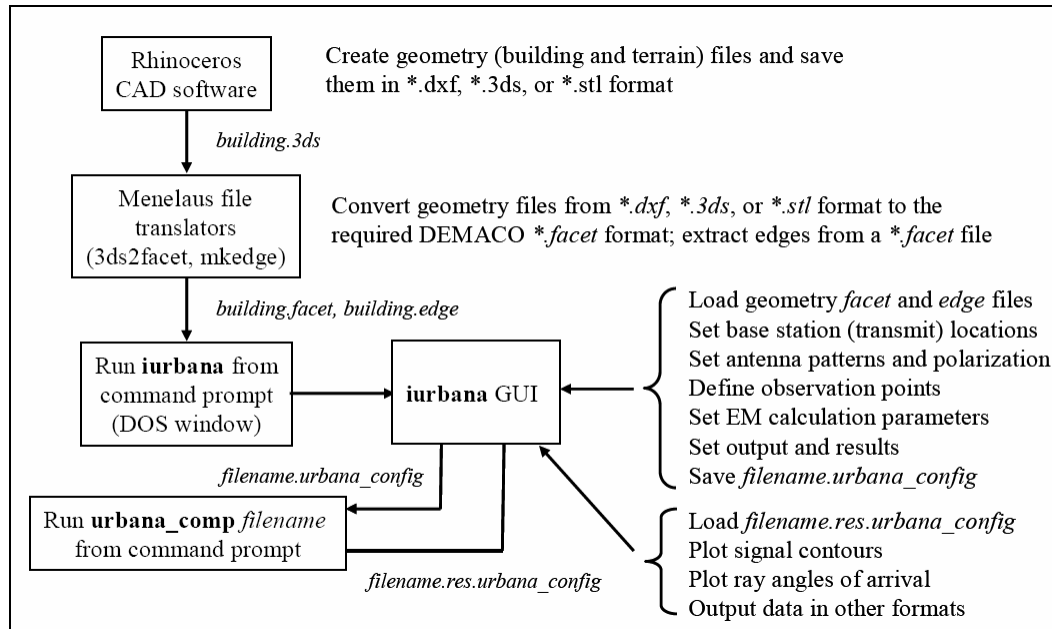 Rhinoceros
CAD software
Create geometry (building and terrain) files and save
them in *.dxf, *.3ds, or *.stl format
building.3ds
Menelaus file
translators
(3ds2facet, mkedge)
Convert geometry files from *.dxf, *.3ds, or *.stl format to the
required DEMACO *.facet format; extract edges from a *.facet file
building.facet, building.edge
Run iurbana from
command prompt
(DOS window)
iurbana GUI
Load geometry facet and edge files
Set base station (transmit) locations
Set antenna patterns and polarization
Define observation points
Set EM calculation parameters
Set output and results
Save filename.urbana_config
filename.urbana_config
Run urbana_comp filename
from command prompt
filename.res.urbana_config
Load filename.res.urbana_config
Plot signal contours
Plot ray angles of arrival
Output data in other formats